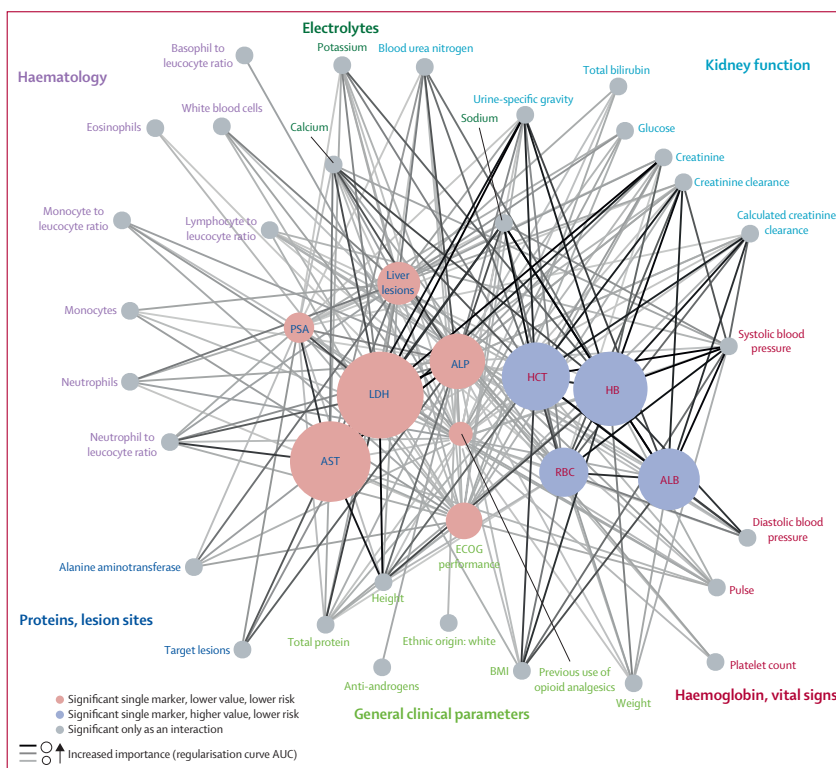 Electrolytes
Potassium
Blood urea nitrogen
Basophil to
leucocyte ratio
Haematology
Kidney function
Total bilirubin
Urine-specific gravity
White blood cells
Eosinophils
Calcium
Sodium
Glucose
Creatinine
Creatinine clearance
Monocyte to
leucocyte ratio
Lymphocyte to
leucocyte ratio
Calculated creatinine
clearance
Liver
lesions
Monocytes
PSA
Systolic blood
pressure
ALP
HCT
HB
LDH
Neutrophils
Neutrophil to
leucocyte ratio
AST
RBC
ALB
Diastolic blood
pressure
ECOG
performance
Alanine aminotransferase
Height
Pulse
Proteins, lesion sites
Total protein
Ethnic origin: white
Target lesions
Anti-androgens
BMI
Previous use of
opioid analgesics
Platelet count
Weight
Haemoglobin, vital signs
General clinical parameters
Significant single marker, lower value, lower risk
Significant single marker, higher value, lower risk
Significant only as an interaction
Increased importance (regularisation curve AUC)